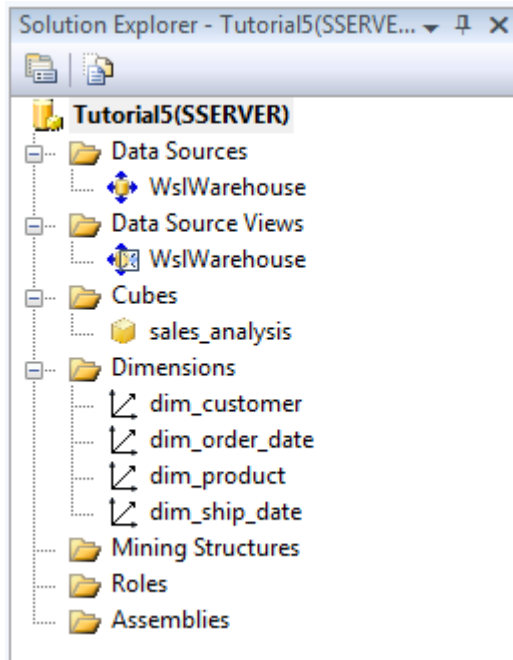 Solution Explorer - Tutorial5(SSERVE...
Tutorial5(SSERVER)
Data Sources
WslWarehouse
Data Source Views
WslWarehouse
Cubes
sales_analysis
Dimensions
dim_customer
dim_order_date
dim_product
dim_ship_date
Mining Structures
Roles
Assemblies